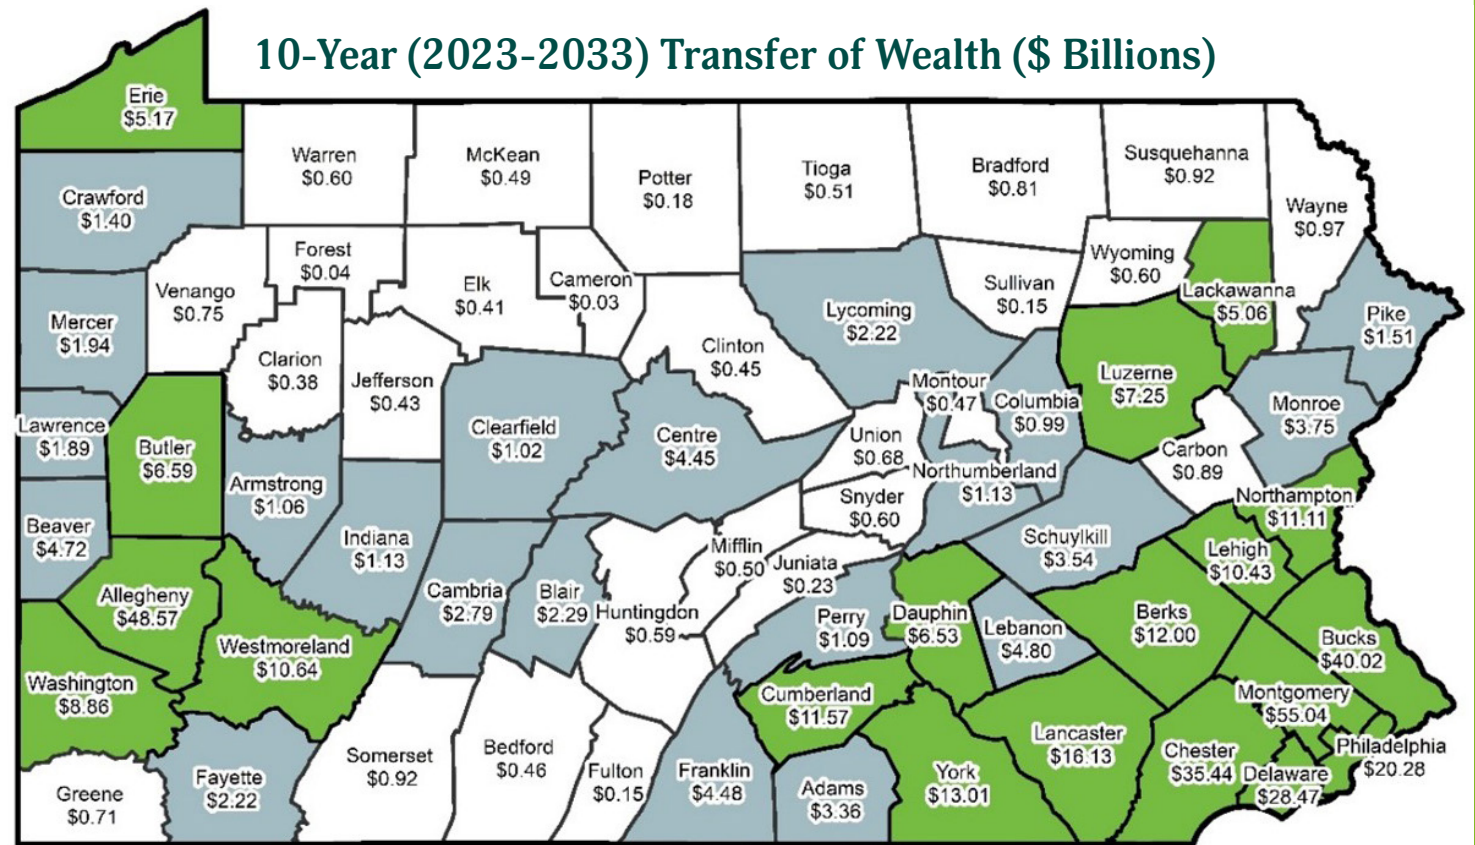 10-Year (2023-2033) Transfer of Wealth ($ Billions)
Erie
$5.17
Warren
$0.60
McKean
$0.49
Potter
$0.18
Tioga
$0.51
Bradford
$0.81
Susquehanna
$0.92
Wayne
$0.97
Crawford
$1.40
Forest
$0.04
Venango
$0.75
Elk
$0.41
Cameron
$0.03
Lycoming
$2.22
Sullivan
$0.15
Wyoming
$0.60
Lackawanna
$5.06
Pike
$1.51
Mercer
$1.94
Clarion
$0.38
Jefferson
$0.43
Clinton
$0.45
Montour
$0.47
Columbia
$0.99
Luzerne
$7.25
Monroe
$3.75
Lawrence
$1.89
Butler
$6.59
Armstrong
$1.06
Clearfield
$1.02
Centre
$4.45
Union
$0.68
Northumberland
$1.13
Carbon
$0.89
Northampton
$11.11
Beaver
$4.72
Indiana
$1.13
Snyder
$0.60
Mifflin
$0.50
Juniata
$0.23
Schuylkill
$3.54
Lehigh
$10.43
Allegheny
$48.57
Westmoreland
$10.64
Cambria
$2.79
Blair
$2.29
Huntingdon
$0.59
Perry
$1.09
Dauphin
$6.53
Lebanon
$4.80
Berks
$12.00
Bucks
$40.02
Washington
$8.86
Cumberland
$11.57
Montgomery
$55.04
Greene
$0.71
Fayette
$2.22
Somerset
$0.92
Bedford
$0.46
Fulton
$0.15
Franklin
$4.48
Adams
$3.36
York
$13.01
Lancaster
$16.13
Chester
$35.44
Delaware
$28.47
Philadelphia
$20.28